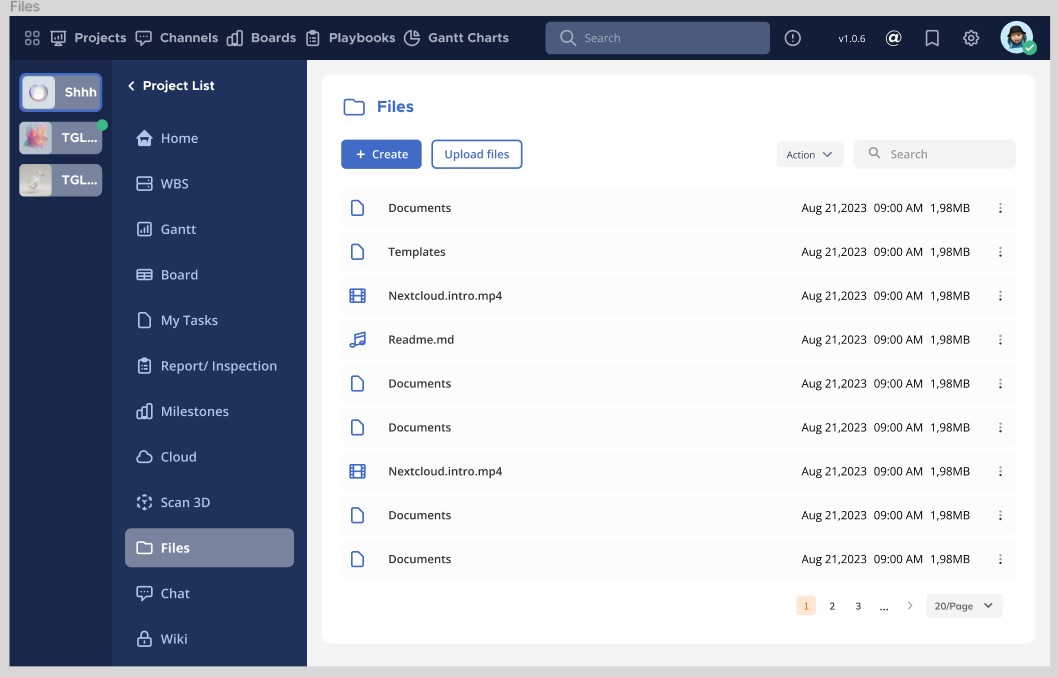 Files
Projects Channels Boards Playbooks Gantt Charts Search v1.0.6 @
Shhh
TGL...
TGL...
Project List
Home
WBS
Gantt
Board
My Tasks
Report/ Inspection
Milestones
Cloud
Scan 3D
Files
Chat
Wiki
Files
+ Create Upload files Action Search
Documents Aug 21,2023 09:00 AM 1,98MB
Templates Aug 21,2023 09:00 AM 1,98MB
Nextcloud.intro.mp4 Aug 21,2023 09:00 AM 1,98MB
Readme.md Aug 21,2023 09:00 AM 1,98MB
Documents Aug 21,2023 09:00 AM 1,98MB
Documents Aug 21,2023 09:00 AM 1,98MB
Nextcloud.intro.mp4 Aug 21,2023 09:00 AM 1,98MB
Documents Aug 21,2023 09:00 AM 1,98MB
Documents Aug 21,2023 09:00 AM 1,98MB
1 2 3 ... 20/Page